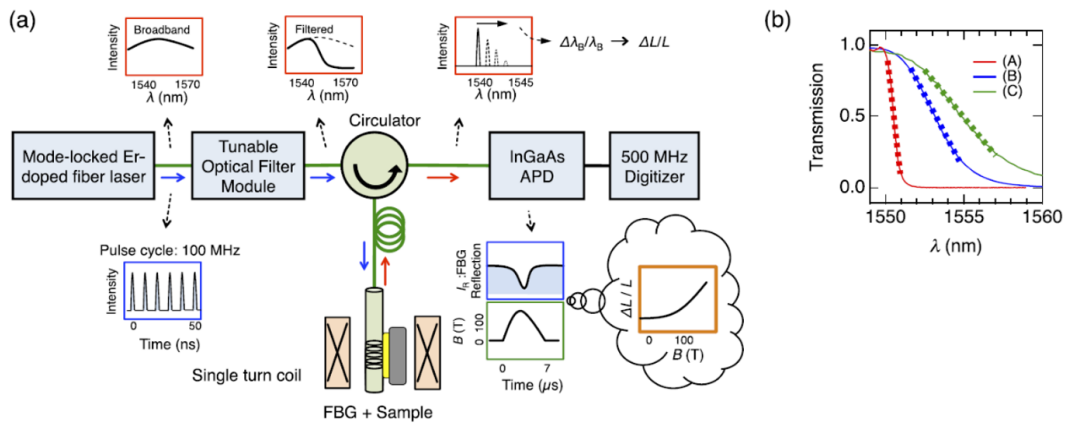 (a)
Intensity
Broadband
1540 1570
λ (nm)
Intensity
Filtered
1540 1570
λ (nm)
Intensity
1540 1545
λ (nm)
Δλ_B/λ_B → ΔL/L
Mode-locked Er-
doped fiber laser
Tunable
Optical Filter
Module
Circulator
InGaAs
APD
500 MHz
Digitizer
Pulse cycle: 100 MHz
Intensity
0 50
Time (ns)
Single turn coil
FBG + Sample
I_R:FBG
Reflection
B (T)
0 100
0 7
Time (μs)
ΔL / L
0 100
B (T)
(b)
Transmission
1.0
0.5
0.0
1550 1555 1560
λ (nm)
(A)
(B)
(C)